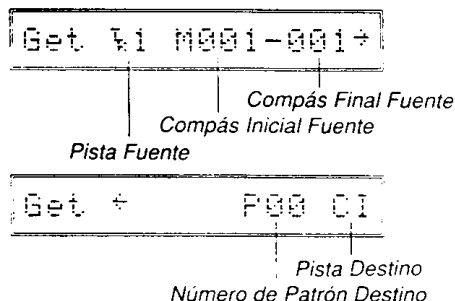 Get ♮1 M001-001→
Compás Final Fuente
Compás Inicial Fuente
Pista Fuente
Get ← P00 CI
Pista Destino
Número de Patrón Destino